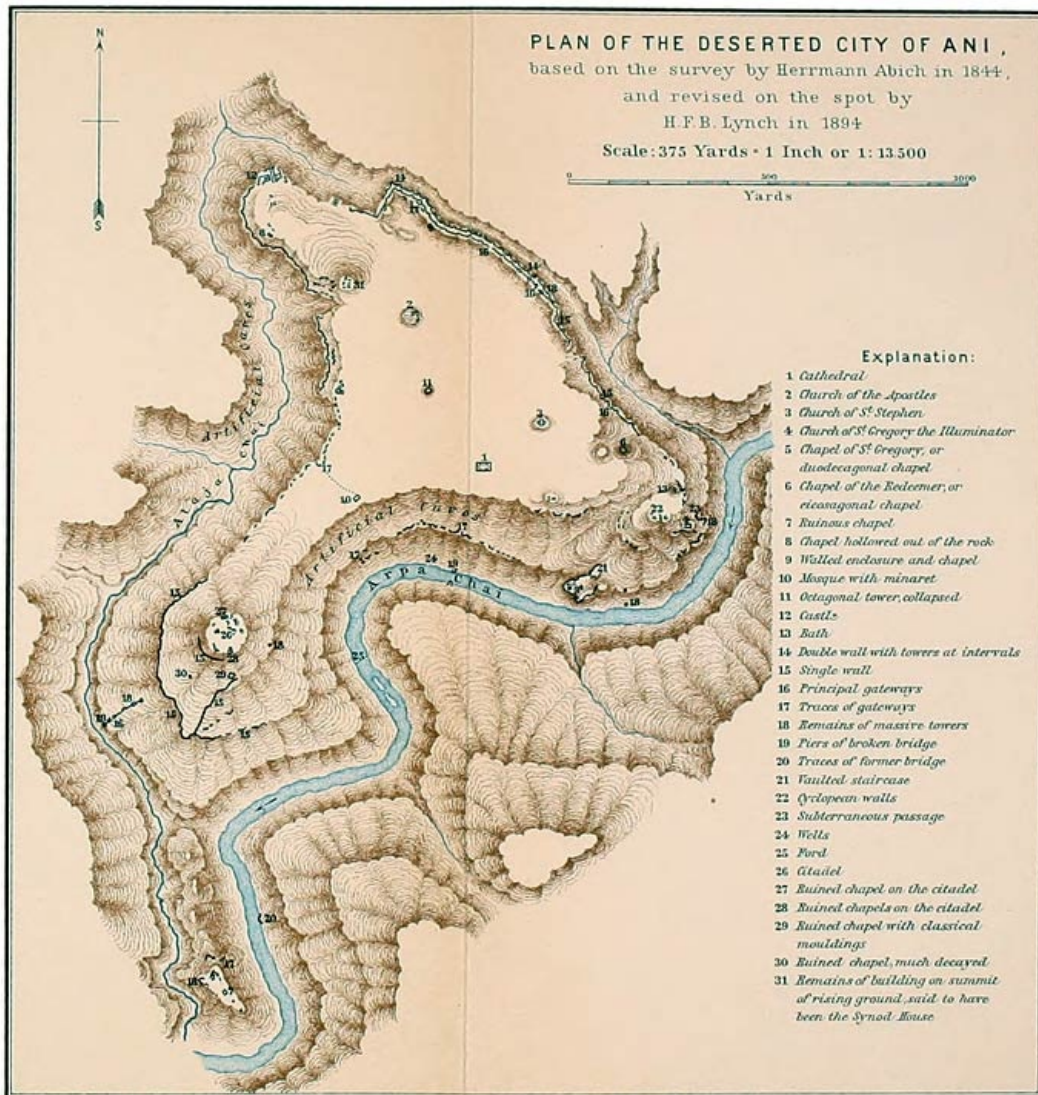 PLAN OF THE DESERTED CITY OF ANI,
based on the survey by Herrmann Abich in 1844,
and revised on the spot by
H.F.B. Lynch in 1894
Scale: 375 Yards = 1 Inch or 1:13.500
0 500 1000
Yards
N
S
Artificial Caves
Alaja Chai
Artificial Caves
Arpa Chai
Explanation:
1 Cathedral
2 Church of the Apostles
3 Church of St. Stephen
4 Church of St. Gregory the Illuminator
5 Chapel of St. Gregory, or
duodecagonal chapel
6 Chapel of the Redeemer, or
eicosagonal chapel
7 Ruinous chapel
8 Chapel hollowed out of the rock
9 Walled enclosure and chapel
10 Mosque with minaret
11 Octagonal tower, collapsed
12 Castle
13 Bath
14 Double wall with towers at intervals
15 Single wall
16 Principal gateways
17 Traces of gateways
18 Remains of massive towers
19 Piers of broken bridge
20 Traces of former bridge
21 Vaulted staircase
22 Cyclopean walls
23 Subterraneous passage
24 Wells
25 Ford
26 Citadel
27 Ruined chapel on the citadel
28 Ruined chapels on the citadel
29 Ruined chapel with classical
mouldings
30 Ruined chapel, much decayed
31 Remains of building on summit
of rising ground, said to have
been the Synod House